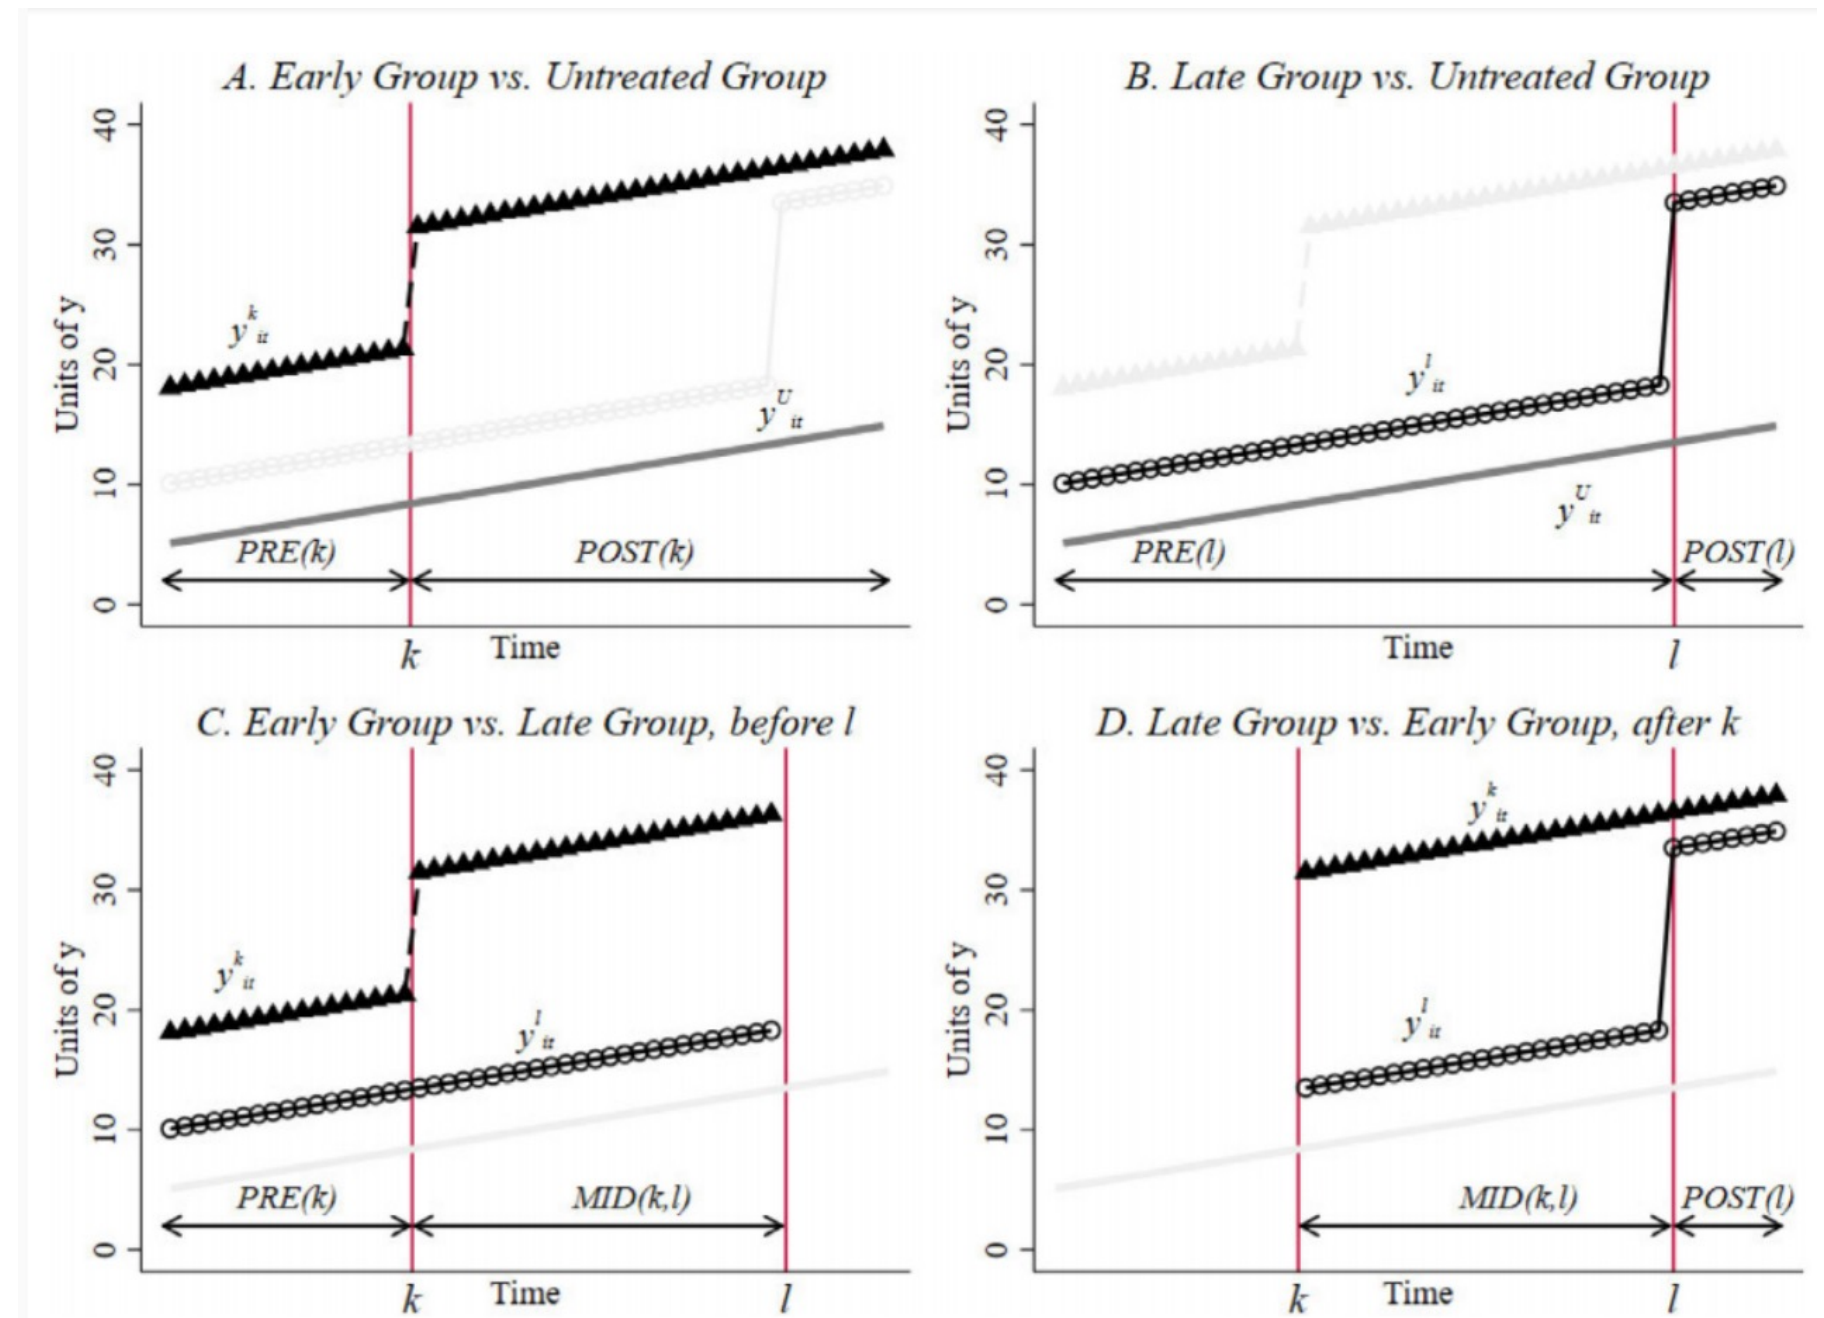 A. Early Group vs. Untreated Group
40
30
20
10
0
Units of y
y^k_it
y^U_it
PRE(k)
POST(k)
k
Time
B. Late Group vs. Untreated Group
40
30
20
10
0
Units of y
y^l_it
y^U_it
PRE(l)
POST(l)
Time
l
C. Early Group vs. Late Group, before l
40
30
20
10
0
Units of y
y^k_it
y^l_it
PRE(k)
MID(k,l)
k
Time
l
D. Late Group vs. Early Group, after k
40
30
20
10
0
Units of y
y^k_it
y^l_it
MID(k,l)
POST(l)
k
Time
l